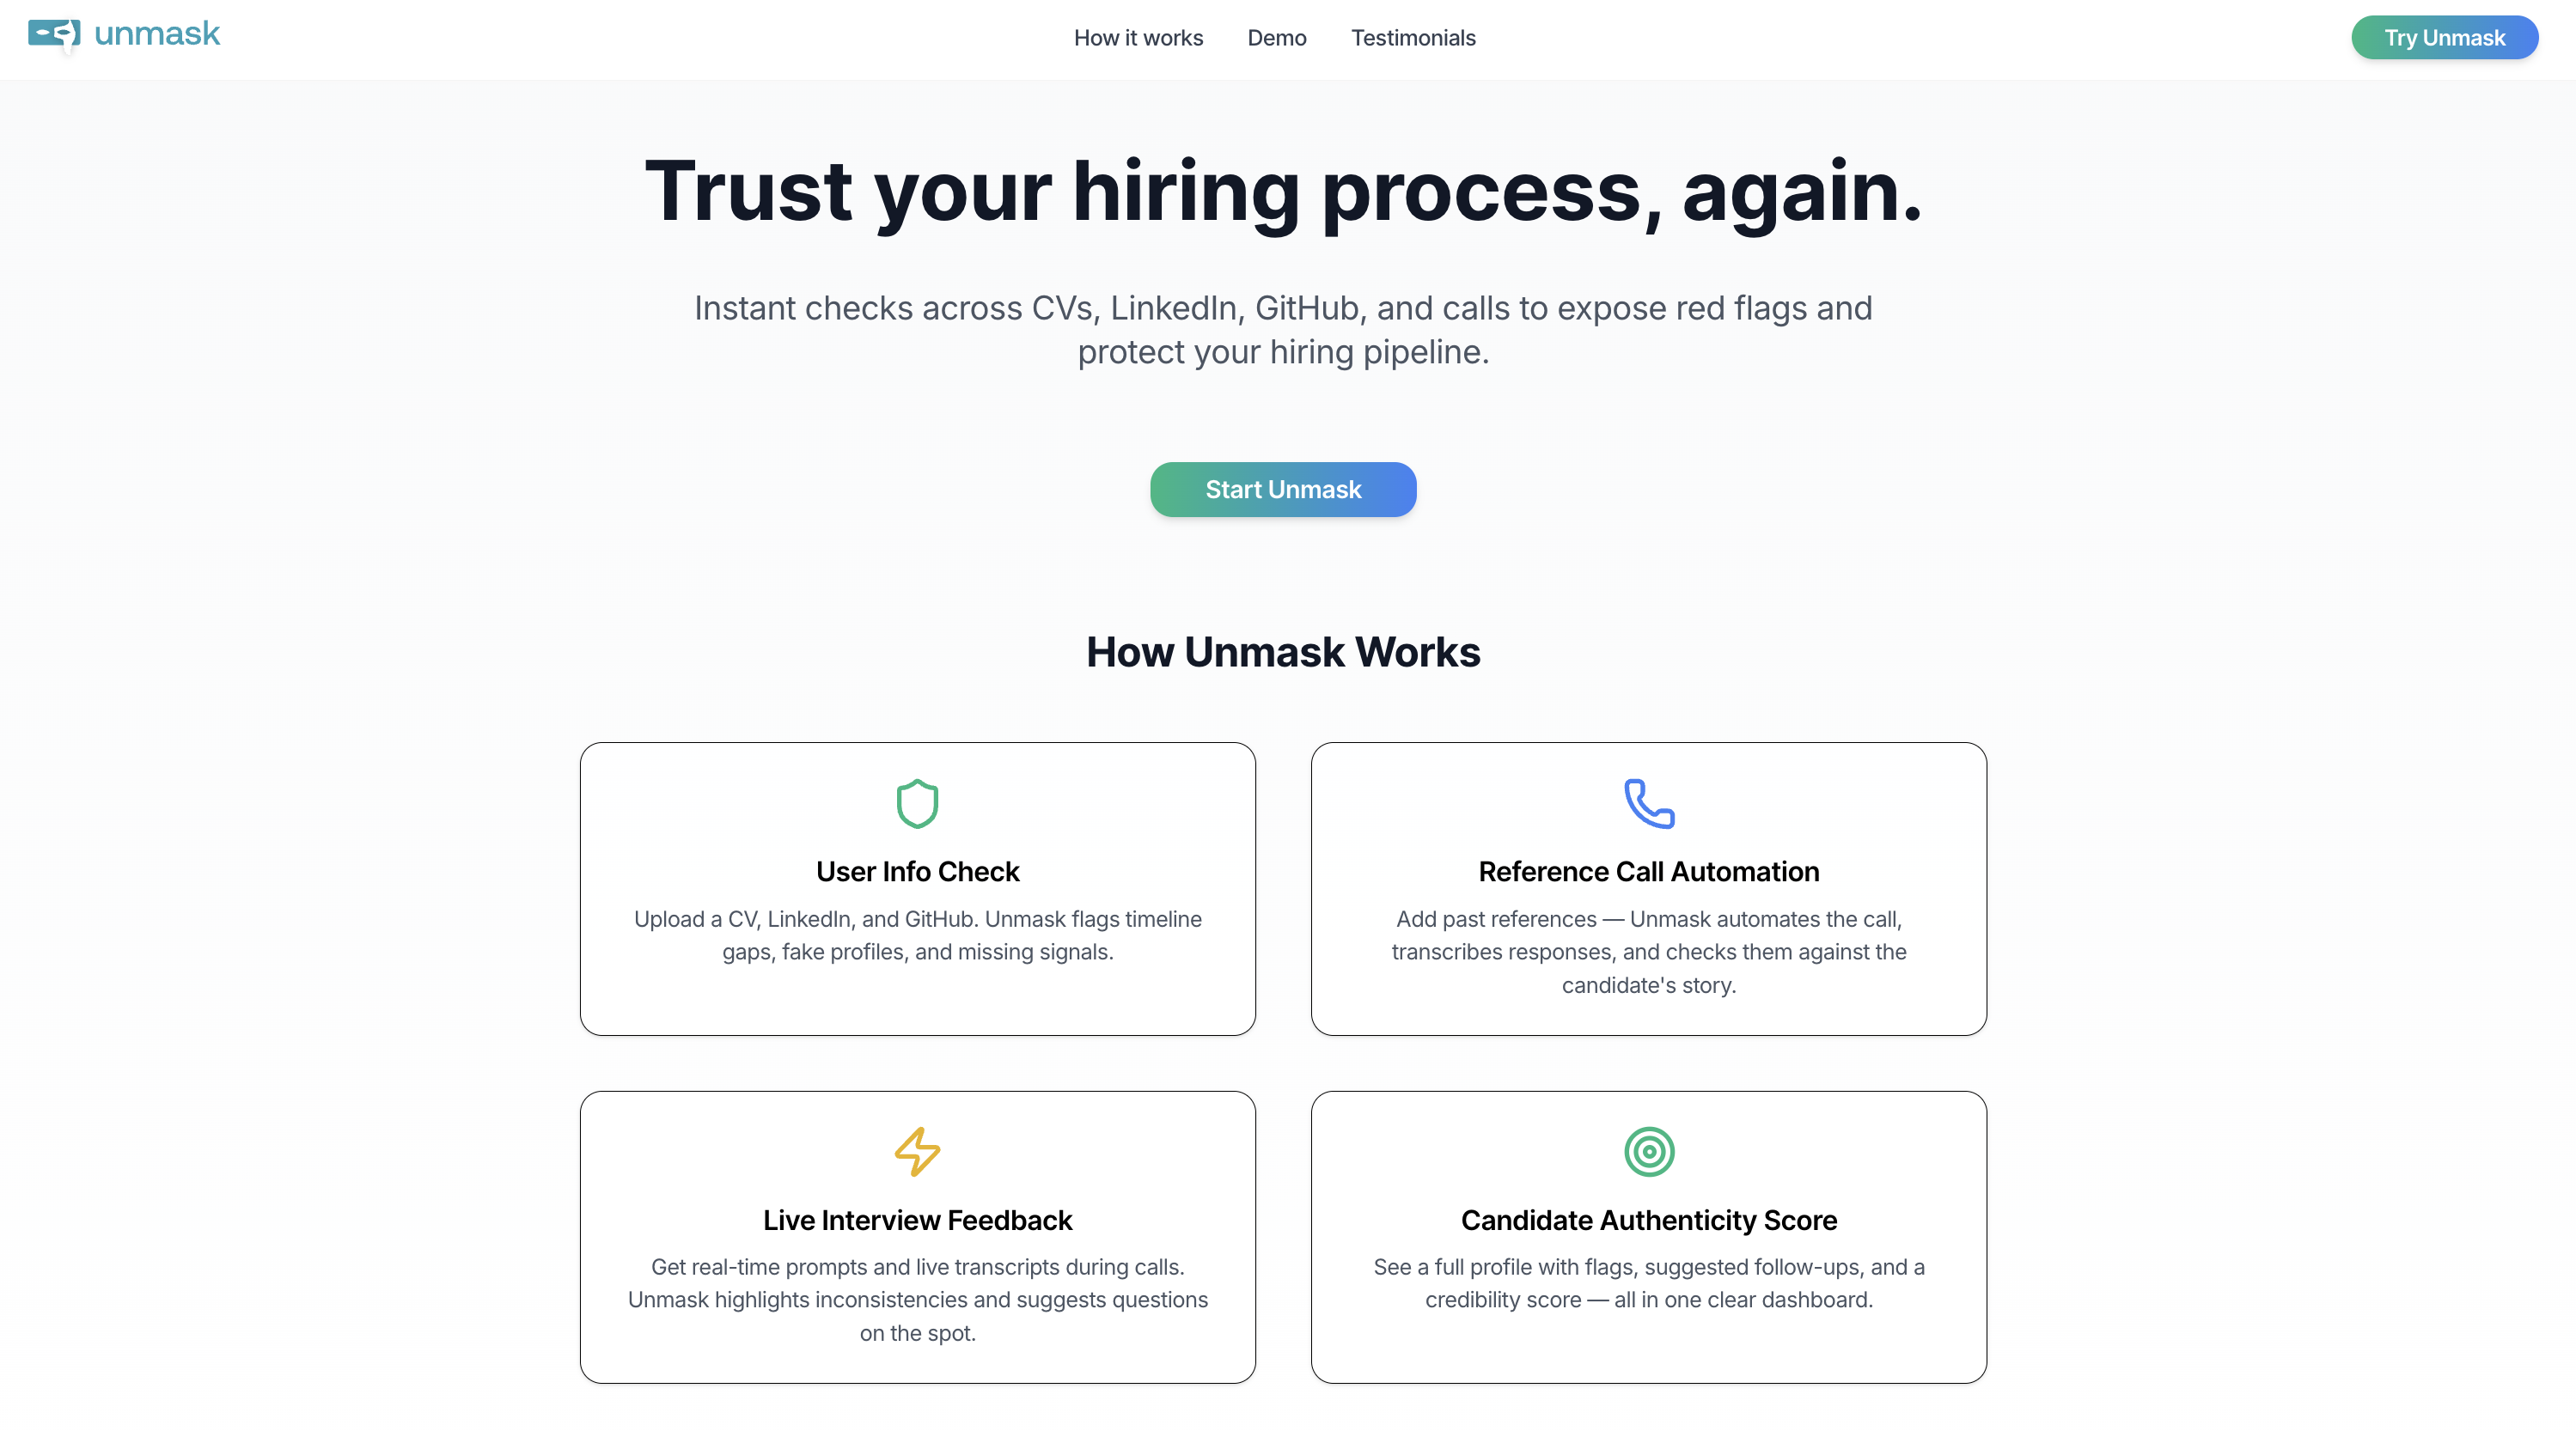 unmask
How it works
Demo
Testimonials
Try Unmask
Trust your hiring process, again.
Instant checks across CVs, LinkedIn, GitHub, and calls to expose red flags and
protect your hiring pipeline.
Start Unmask
How Unmask Works
User Info Check
Upload a CV, LinkedIn, and GitHub. Unmask flags timeline
gaps, fake profiles, and missing signals.
Reference Call Automation
Add past references — Unmask automates the call,
transcribes responses, and checks them against the
candidate's story.
Live Interview Feedback
Get real-time prompts and live transcripts during calls.
Unmask highlights inconsistencies and suggests questions
on the spot.
Candidate Authenticity Score
See a full profile with flags, suggested follow-ups, and a
credibility score — all in one clear dashboard.